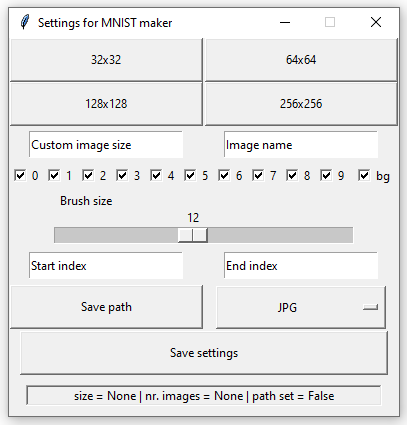 Settings for MNIST maker
32x32 64x64
128x128 256x256
Custom image size Image name
0 1 2 3 4 5 6 7 8 9 bg
Brush size
12
Start index End index
Save path JPG
Save settings
size = None | nr. images = None | path set = False